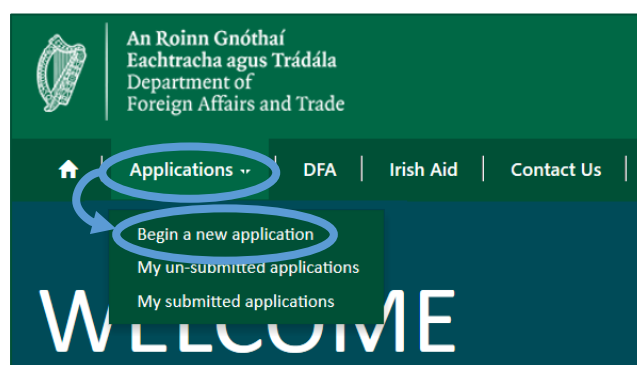 An Roinn Gnóthaí
Eachtracha agus Trádála
Department of
Foreign Affairs and Trade
Applications DFA Irish Aid Contact Us
Begin a new application
My un-submitted applications
My submitted applications
WELCOME